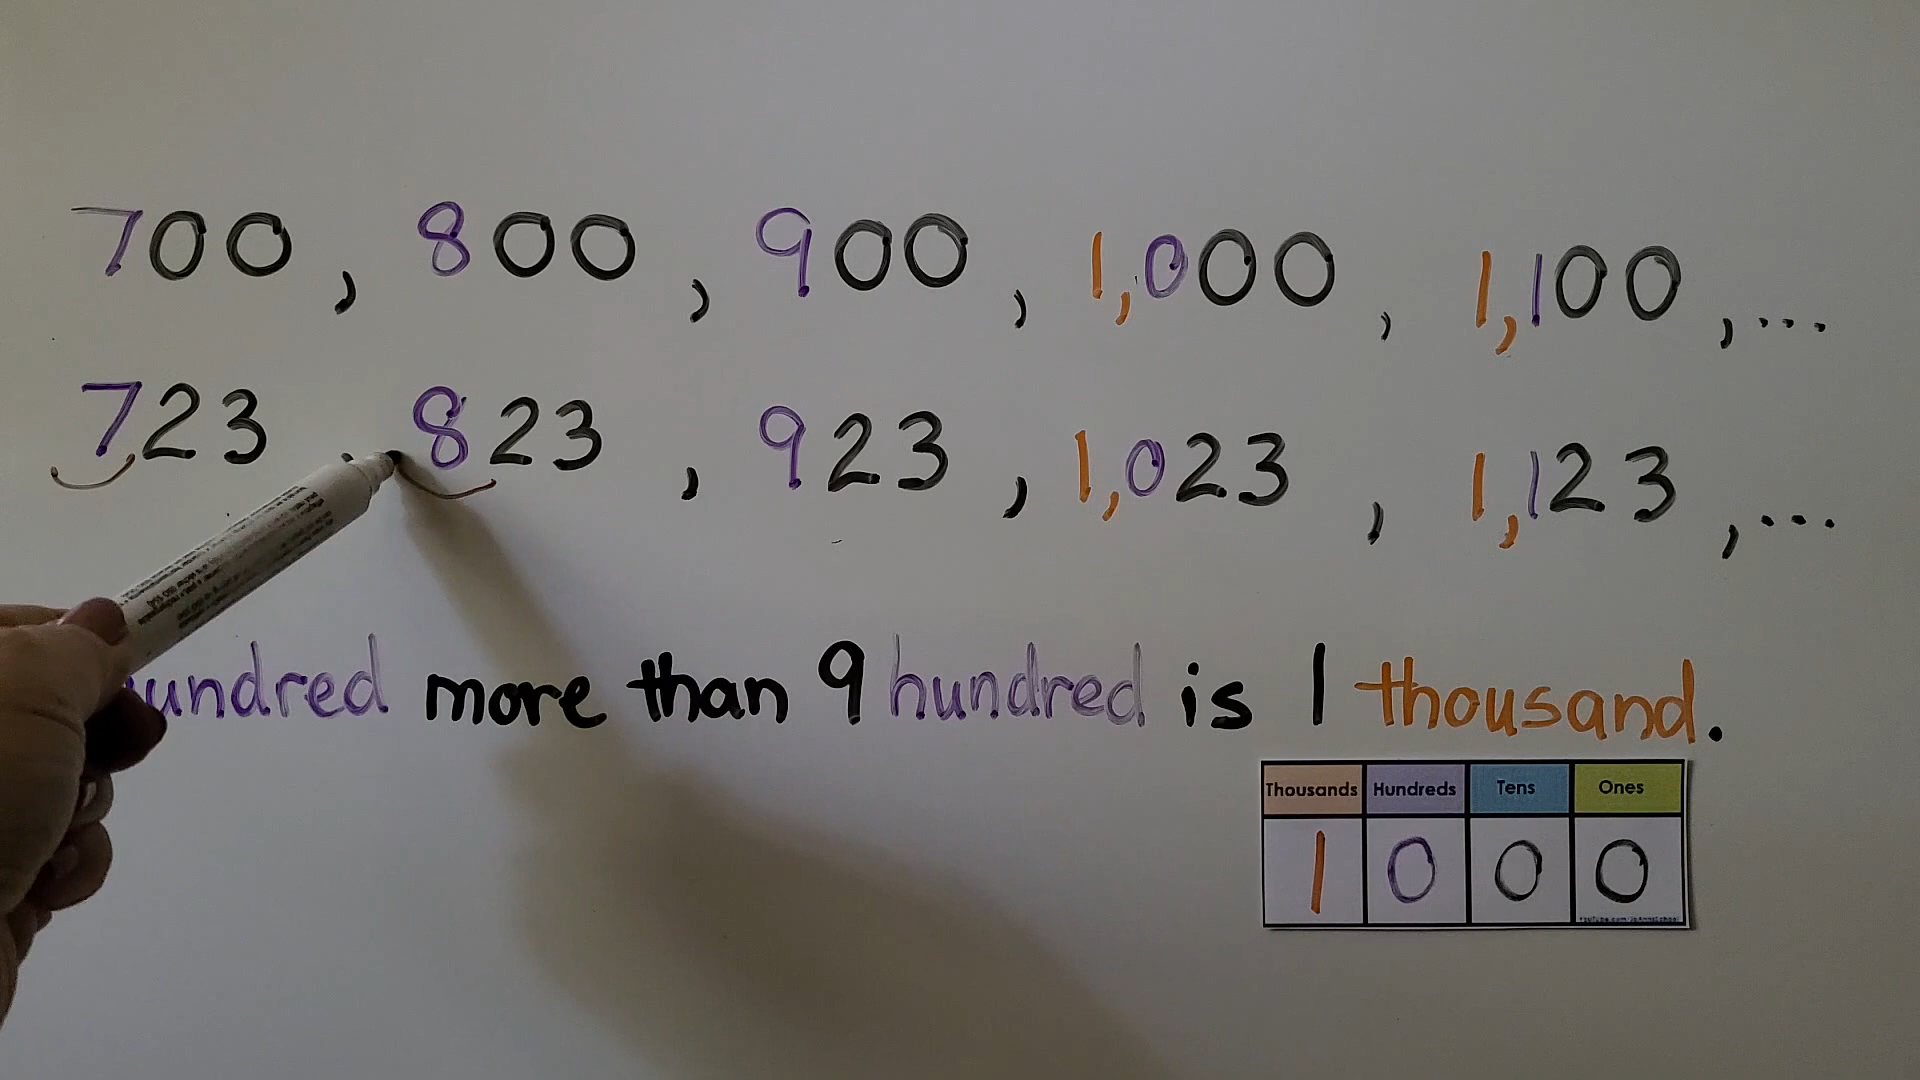 700, 800, 900, 1,000, 1,100, ...
723, 823, 923, 1,023, 1,123, ...
hundred more than 9 hundred is 1 thousand.
Thousands Hundreds Tens Ones
1 0 0 0